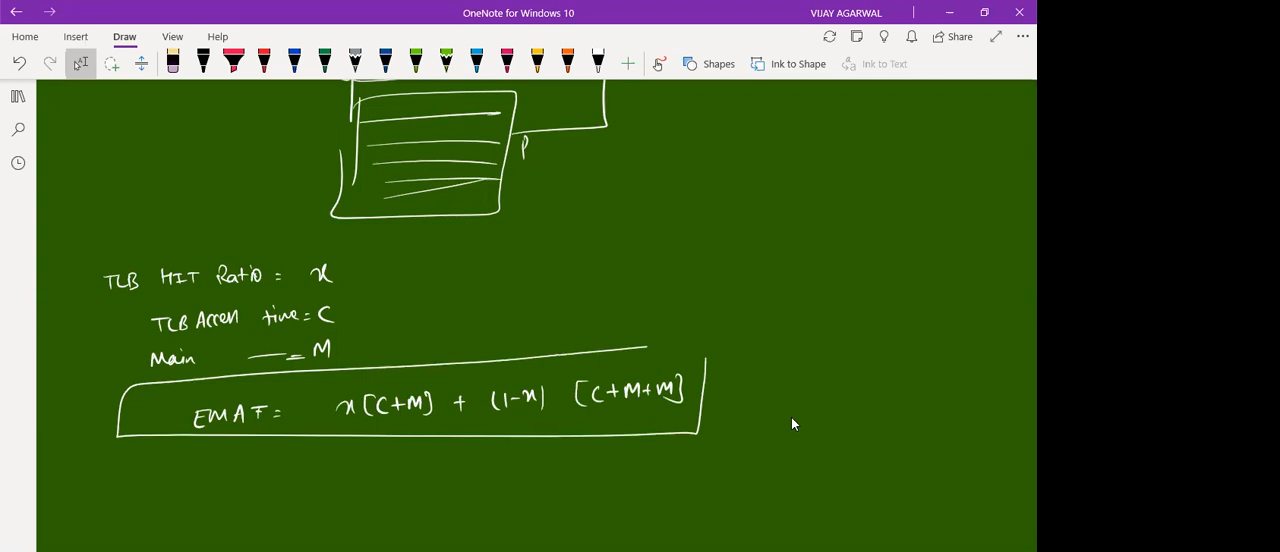 OneNote for Windows 10
VIJAY AGARWAL
Home Insert Draw View Help
Share
Shapes
Ink to Shape
Ink to Text
P
TLB HIT Ratio = x
TLB Access time = C
Main —— = M
EMAT = x[C+M] + (1-x) [C+M+M]